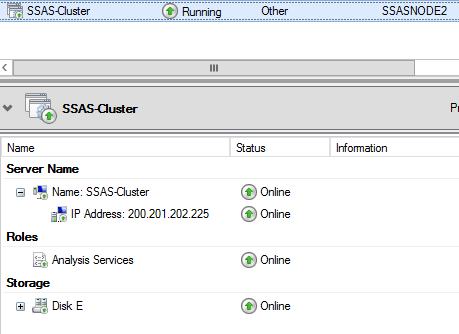 SSAS-Cluster Running Other SSASNODE2
SSAS-Cluster
Name Status Information
Server Name
Name: SSAS-Cluster Online
IP Address: 200.201.202.225 Online
Roles
Analysis Services Online
Storage
Disk E Online